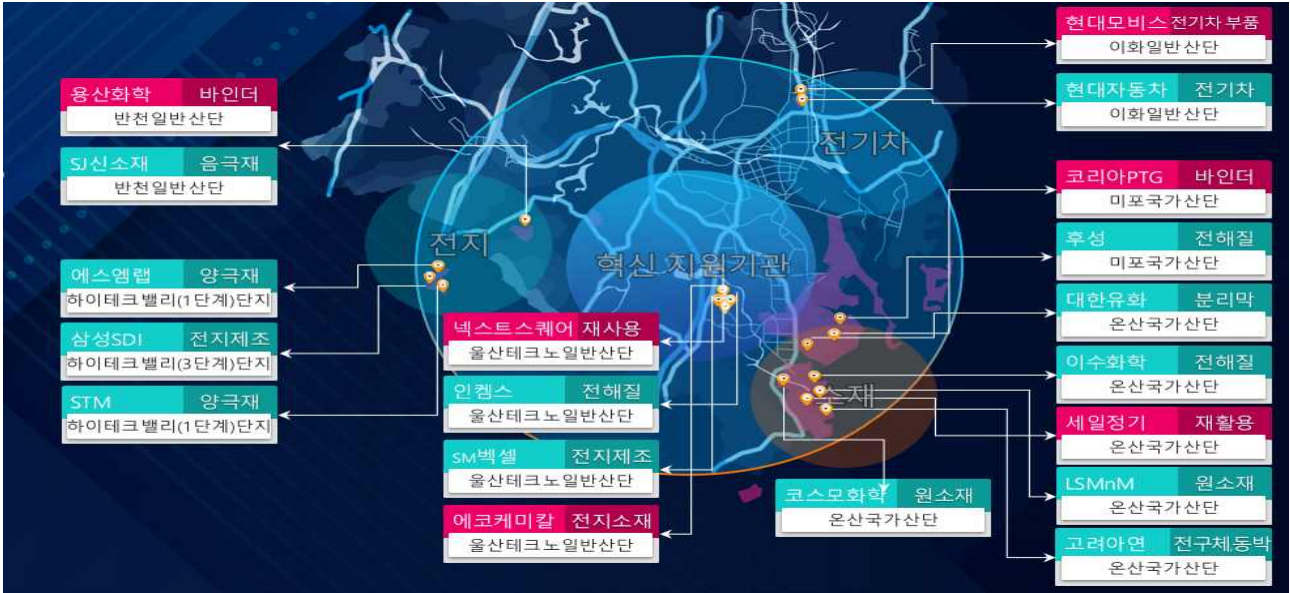 용산화학 바인더
반천일반산단
SJ신소재 음극재
반천일반산단
에스엠랩 양극재
하이테크밸리(1단계)단지
삼성SDI 전지제조
하이테크밸리(3단계)단지
STM 양극재
하이테크밸리(1단계)단지
전지
혁신지원기관
전기차
소재
넥스트스퀘어 재사용
울산테크노일반산단
인켐스 전해질
울산테크노일반산단
SM벡셀 전지제조
울산테크노일반산단
에코케미칼 전지소재
울산테크노일반산단
코스모화학 원소재
온산국가산단
현대모비스 전기차 부품
이화일반산단
현대자동차 전기차
이화일반산단
코리아PTG 바인더
미포국가산단
후성 전해질
미포국가산단
대한유화 분리막
온산국가산단
이수화학 전해질
온산국가산단
세일정기 재활용
온산국가산단
LSMnM 원소재
온산국가산단
고려아연 전구체,동박
온산국가산단